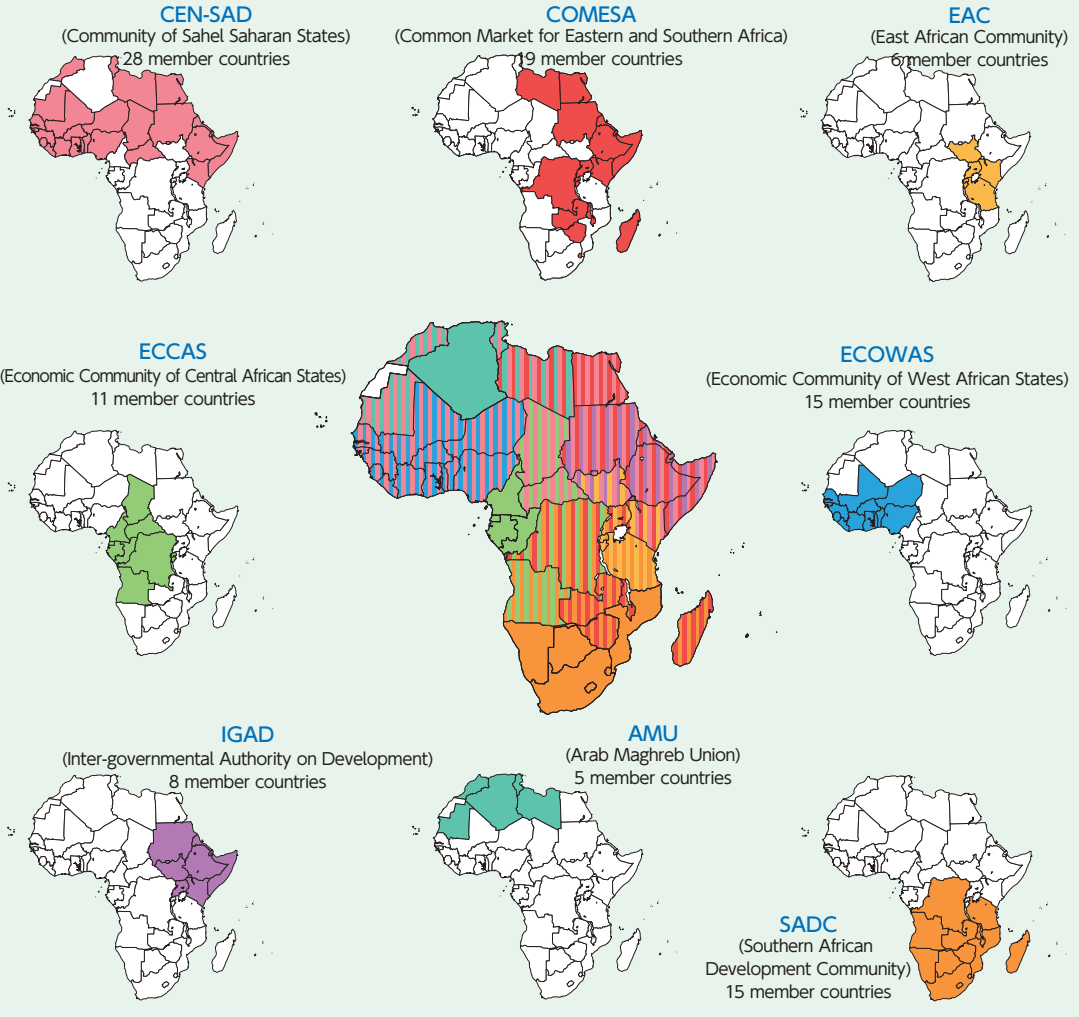 CEN-SAD
(Community of Sahel Saharan States)
28 member countries
COMESA
(Common Market for Eastern and Southern Africa)
19 member countries
EAC
(East African Community)
6 member countries
ECCAS
(Economic Community of Central African States)
11 member countries
ECOWAS
(Economic Community of West African States)
15 member countries
IGAD
(Inter-governmental Authority on Development)
8 member countries
AMU
(Arab Maghreb Union)
5 member countries
SADC
(Southern African
Development Community)
15 member countries